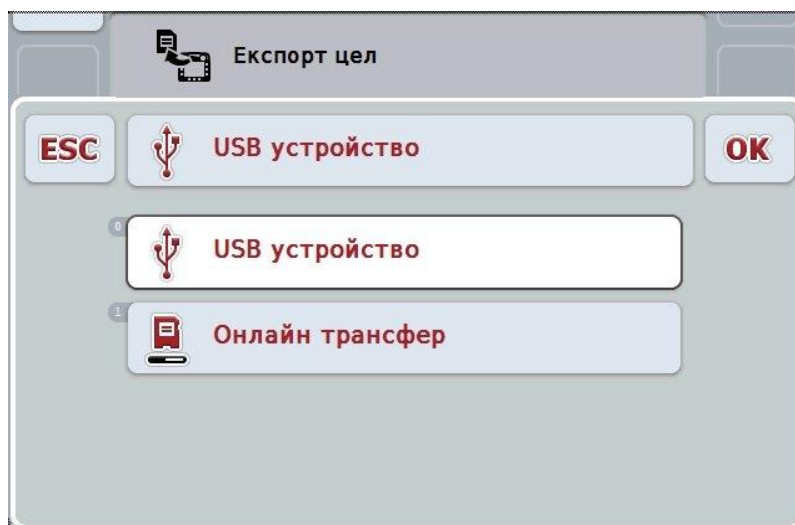 Експорт цел
ESC
USB устройство
OK
0
USB устройство
1
Онлайн трансфер